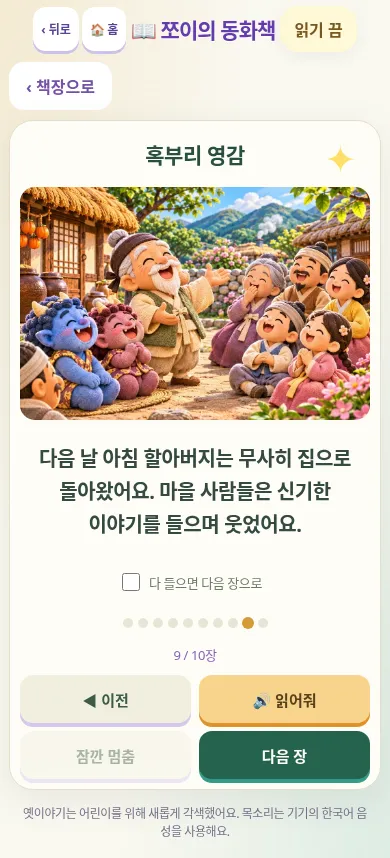 ‹ 뒤로
🏠 홈
📖 쪼이의 동화책
읽기 끔
‹ 책장으로
혹부리 영감
다음 날 아침 할아버지는 무사히 집으로
돌아왔어요. 마을 사람들은 신기한
이야기를 들으며 웃었어요.
다 들으면 다음 장으로
9 / 10장
◀ 이전
🔊 읽어줘
잠깐 멈춤
다음 장
옛이야기는 어린이를 위해 새롭게 각색했어요. 목소리는 기기의 한국어 음
성을 사용해요.